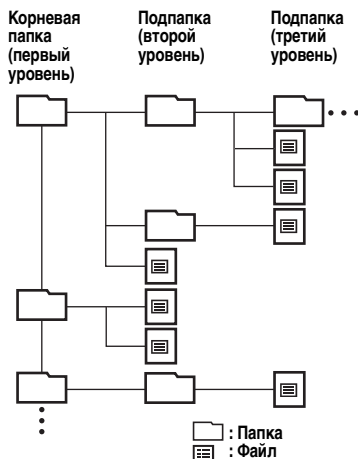 Корневая
папка
(первый
уровень)
Подпапка
(второй
уровень)
Подпапка
(третий
уровень)
: Папка
: Файл